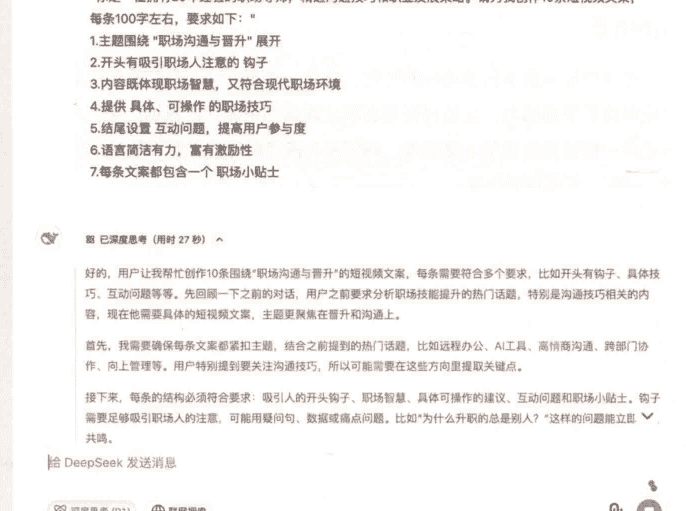 每条100字左右，要求如下："
1.主题围绕 "职场沟通与晋升" 展开
2.开头有吸引职场人注意的 钩子
3.内容既体现职场智慧，又符合现代职场环境
4.提供 具体、可操作 的职场技巧
5.结尾设置 互动问题，提高用户参与度
6.语言简洁有力，富有激励性
7.每条文案都包含一个 职场小贴士
已深度思考（用时 27 秒）
好的，用户让我帮忙创作10条围绕"职场沟通与晋升"的短视频文案，每条需要符合多个要求，比如开头有钩子、具体技
巧、互动问题等等。先回顾一下之前的对话，用户之前要求分析职场技能提升的热门话题，特别是沟通技巧相关的内
容，现在他需要具体的短视频文案，主题更聚焦在晋升和沟通上。
首先，我需要确保每条文案都紧扣主题，结合之前提到的热门话题，比如远程办公、AI工具、高情商沟通、跨部门协
作、向上管理等。用户特别提到要关注沟通技巧，所以可能需要在这些方向里提取关键点。
接下来，每条的结构必须符合要求：吸引人的开头钩子、职场智慧、具体可操作的建议、互动问题和职场小贴士。钩子
需要足够吸引职场人的注意，可能用疑问句、数据或痛点问题。比如"为什么升职的总是别人？"这样的问题能立即
共鸣。
给 DeepSeek 发送消息
深度思考 (R1)
联网搜索